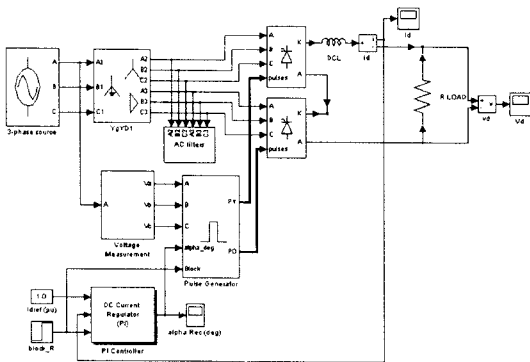 A
B
C
3-phase source
A1
B1
C1
A2
B2
C2
A3
B3
C3
YgYD1
AC filters
A
B
C
pulses
K
A
A
B
C
pulses
K
A
DCL
id
Id
R LOAD
vd
Vd
A
Va
Vb
Vc
Voltage
Measurement
A
B
C
alpha_deg
Block
PY
PD
Pulse Generator
1.0
Idref (pu)
block_R
DC Current
Regulator
(PI)
PI Controller
alpha Rec (deg)